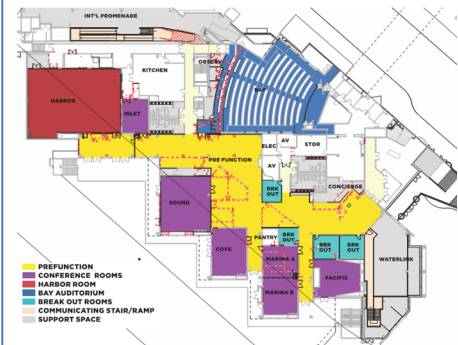 INT'L PROMENADE
KITCHEN
OBSERV
HARBOR
INLET
BAY
ELEC
AV
STOR
PRE FUNCTION
AV
CONCIERGE
BRK
OUT
SOUND
PANTRY
BRK
OUT
COVE
BRK
OUT
BRK
OUT
WATERLINK
MARINA A
PACIFIC
MARINA B
PREFUNCTION
CONFERENCE ROOMS
HARBOR ROOM
BAY AUDITORIUM
BREAK OUT ROOMS
COMMUNICATING STAIR/RAMP
SUPPORT SPACE